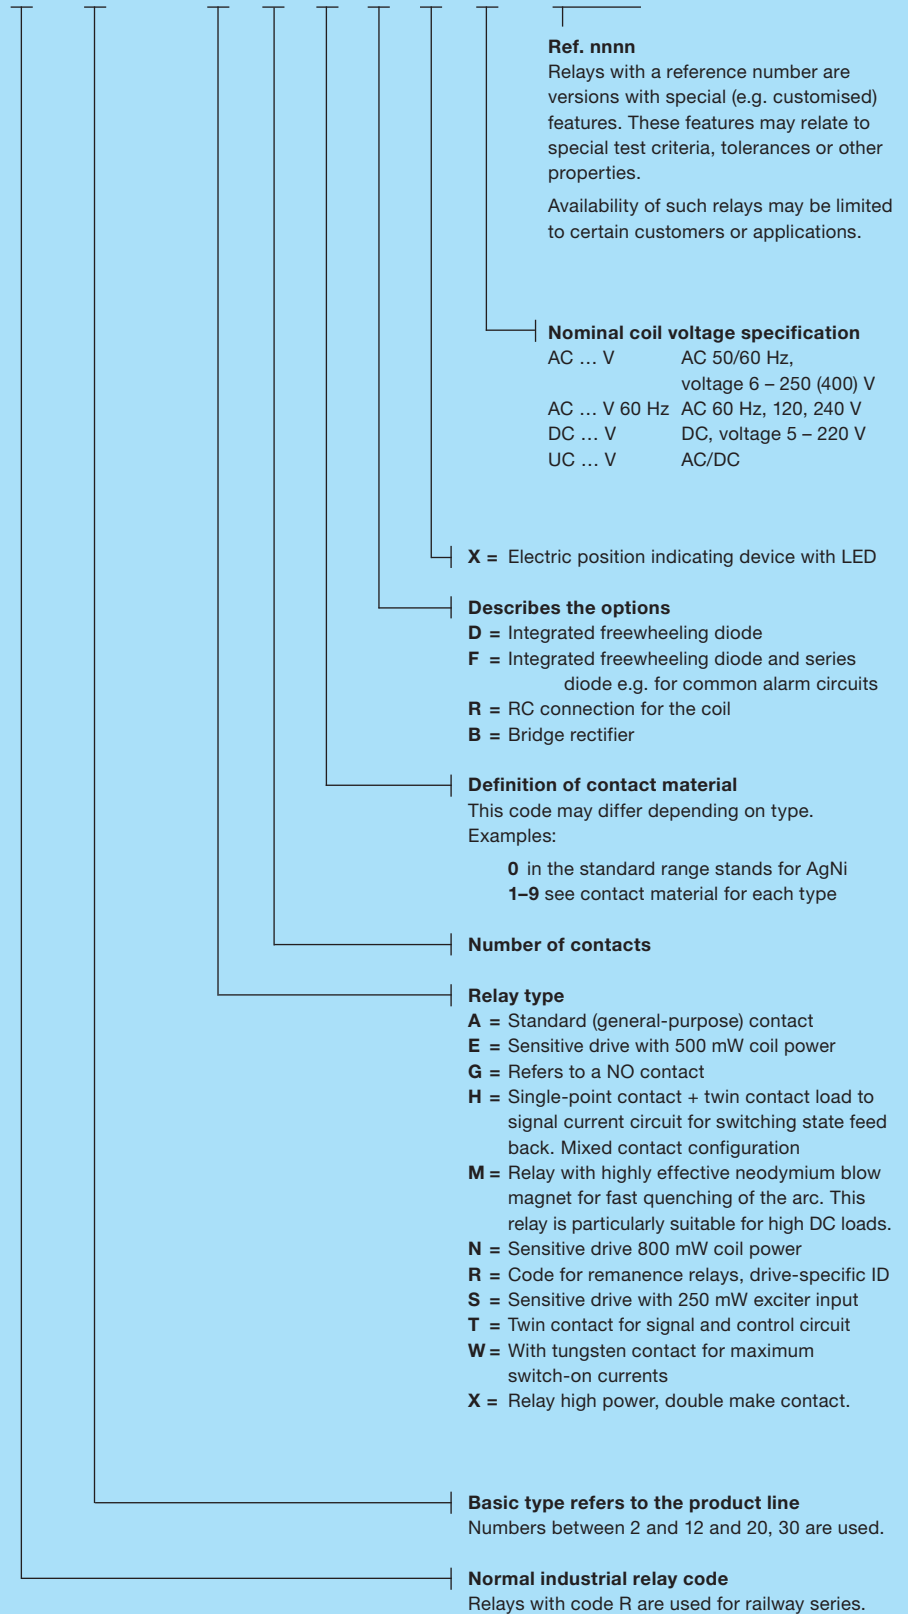 Ref. nnnn
Relays with a reference number are
versions with special (e.g. customised)
features. These features may relate to
special test criteria, tolerances or other
properties.
Availability of such relays may be limited
to certain customers or applications.
Nominal coil voltage specification
AC … V AC 50/60 Hz,
voltage 6 – 250 (400) V
AC … V 60 Hz AC 60 Hz, 120, 240 V
DC … V DC, voltage 5 – 220 V
UC … V AC/DC
X = Electric position indicating device with LED
Describes the options
D = Integrated freewheeling diode
F = Integrated freewheeling diode and series
diode e.g. for common alarm circuits
R = RC connection for the coil
B = Bridge rectifier
Definition of contact material
This code may differ depending on type.
Examples:
0 in the standard range stands for AgNi
1–9 see contact material for each type
Number of contacts
Relay type
A = Standard (general-purpose) contact
E = Sensitive drive with 500 mW coil power
G = Refers to a NO contact
H = Single-point contact + twin contact load to
signal current circuit for switching state feed
back. Mixed contact configuration
M = Relay with highly effective neodymium blow
magnet for fast quenching of the arc. This
relay is particularly suitable for high DC loads.
N = Sensitive drive 800 mW coil power
R = Code for remanence relays, drive-specific ID
S = Sensitive drive with 250 mW exciter input
T = Twin contact for signal and control circuit
W = With tungsten contact for maximum
switch-on currents
X = Relay high power, double make contact.
Basic type refers to the product line
Numbers between 2 and 12 and 20, 30 are used.
Normal industrial relay code
Relays with code R are used for railway series.